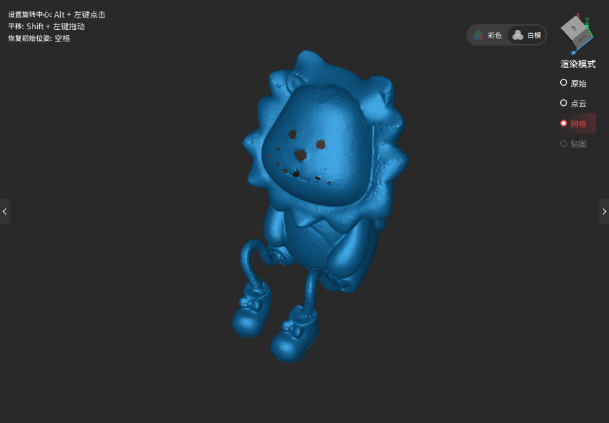 设置旋转中心: Alt + 左键点击
平移: Shift + 左键拖动
恢复初始位姿: 空格
彩色 白模
渲染模式
原始
点云
网格
贴图